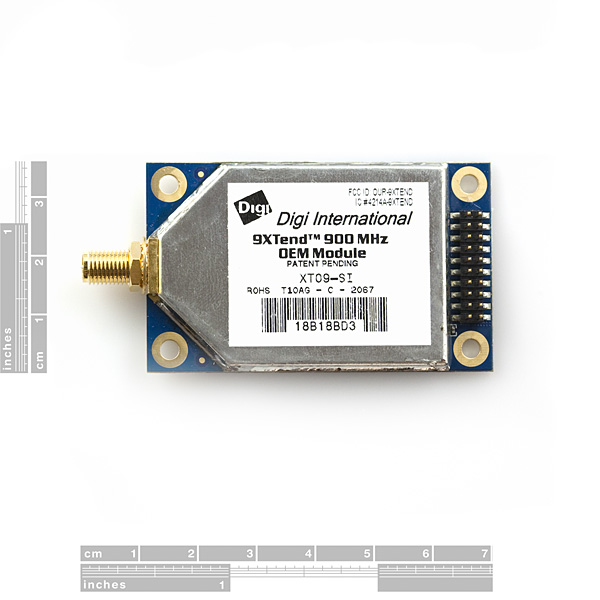 FCC ID: OUR-9XTEND
IC #4214A-9XTEND
Digi
Digi International
9XTend™ 900 MHz
OEM Module
PATENT PENDING
XT09-SI
ROHS T10AG - C - 2067
18B18BD3
inches 1
cm 1 2 3
cm 1 2 3 4 5 6 7
inches 1